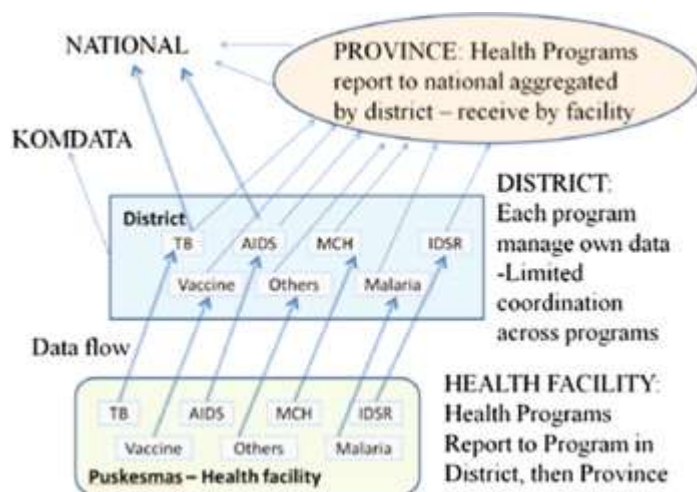 NATIONAL
PROVINCE: Health Programs
report to national aggregated
by district – receive by facility
KOMDATA
District
TB
AIDS
MCH
IDSR
Vaccine
Others
Malaria
DISTRICT:
Each program
manage own data
-Limited
coordination
across programs
Data flow
TB
AIDS
MCH
IDSR
Vaccine
Others
Malaria
Puskesmas – Health facility
HEALTH FACILITY:
Health Programs
Report to Program in
District, then Province